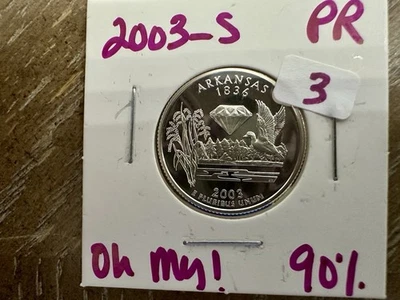 2003-S PR
3
ARKANSAS
1836
2003
E PLURIBUS UNUM
Oh my! 90%